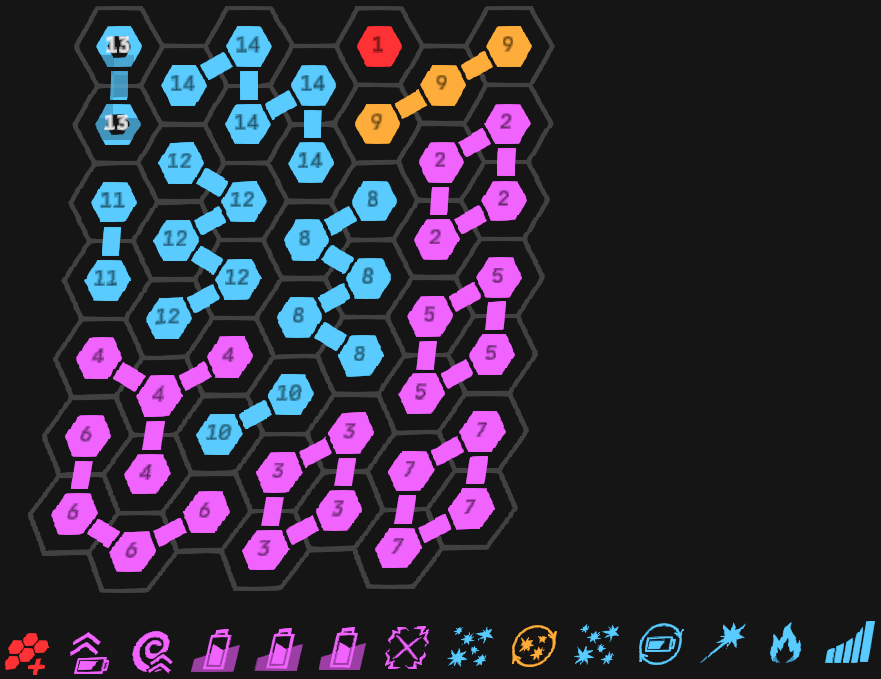 13 14 1 9
14 14 9
13 14 9 2
12 14 2
11 12 8 2
12 8 2
11 12 8 5
12 8 5
4 4 8 5
4 10 5
6 10 3 7
4 3 7
6 6 3 7
6 3 7